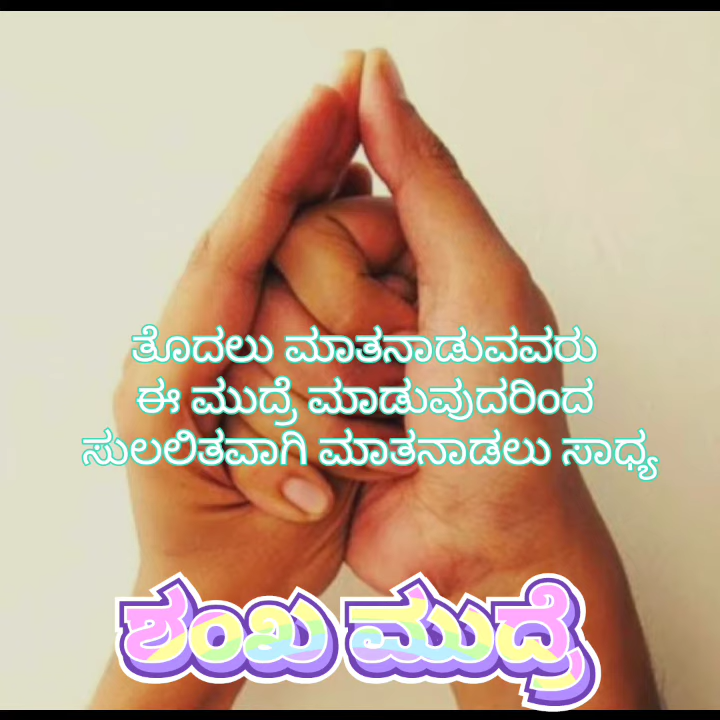 ತೊದಲು ಮಾತನಾಡುವವರು
ಈ ಮುದ್ರೆ ಮಾಡುವುದರಿಂದ
ಸುಲಲಿತವಾಗಿ ಮಾತನಾಡಲು ಸಾಧ್ಯ
ಶಂಖ ಮುದ್ರೆ